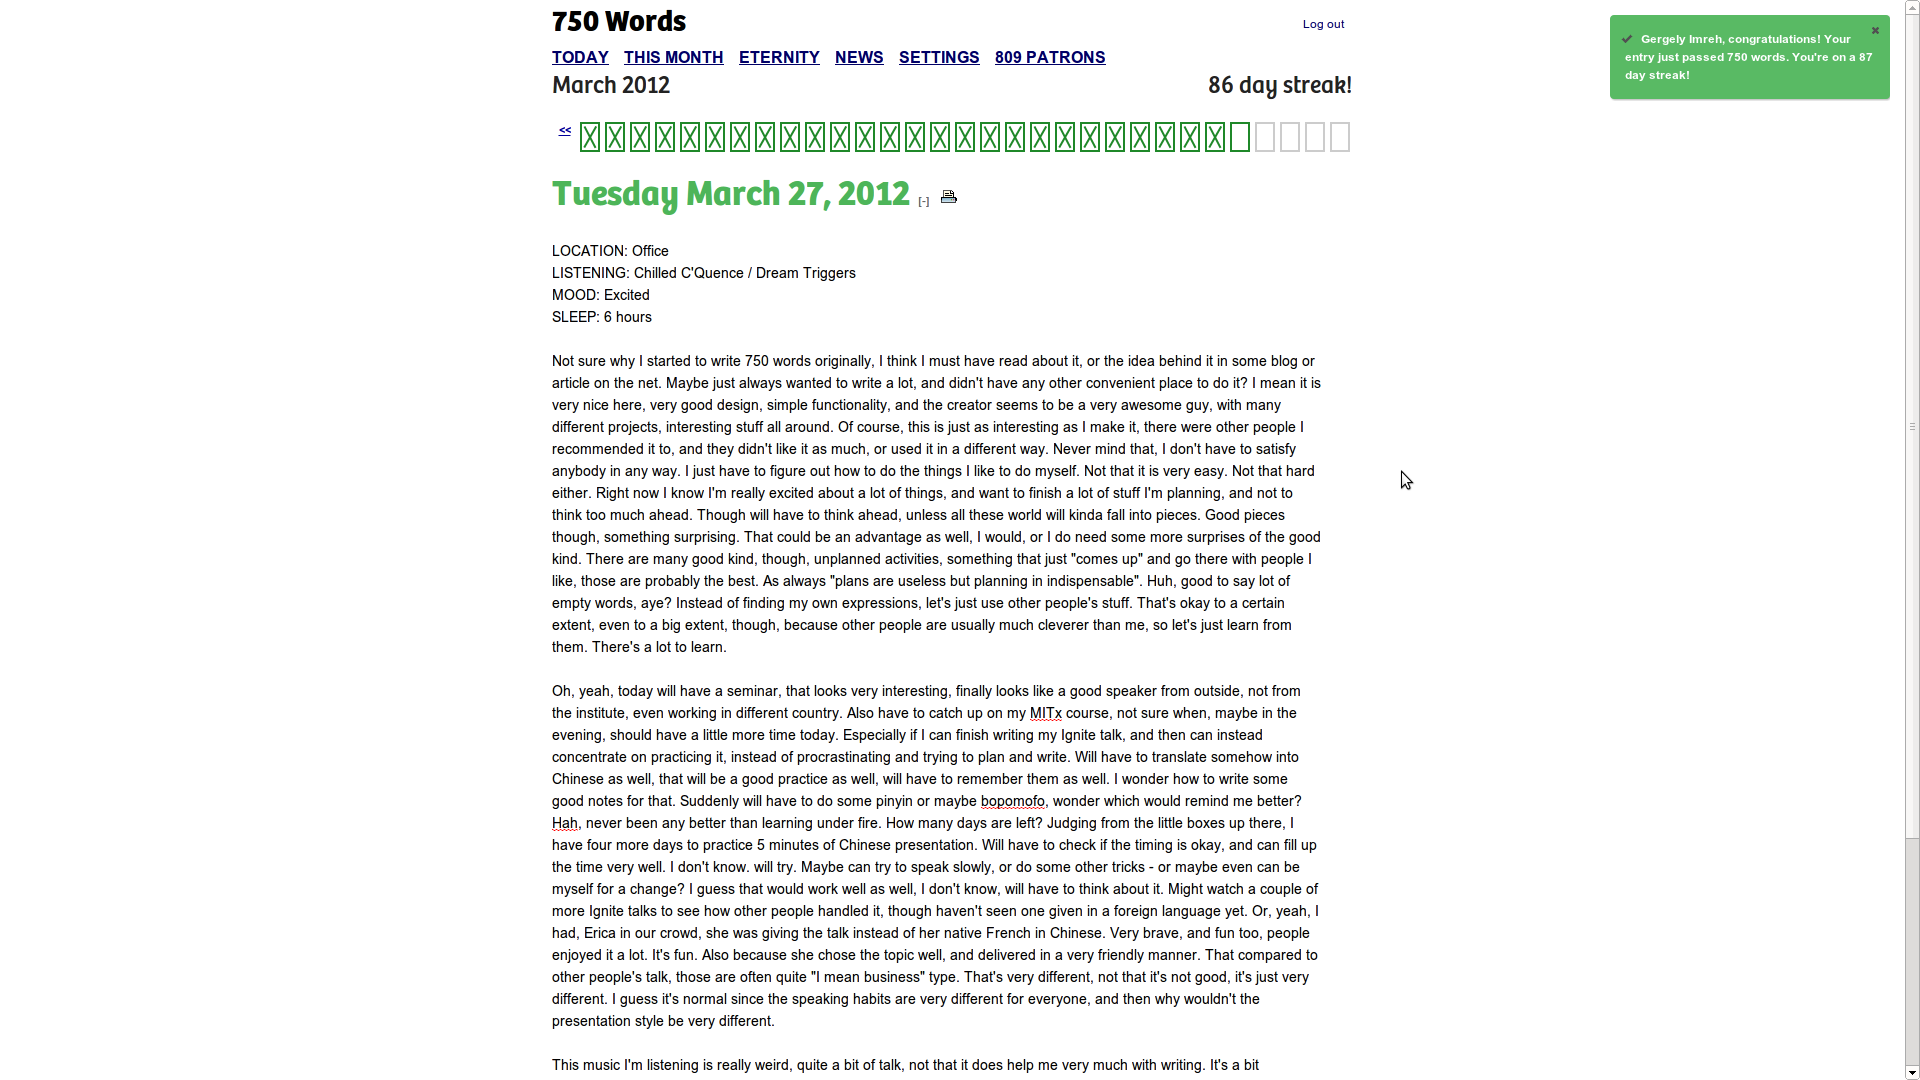 750 Words
Log out
TODAY THIS MONTH ETERNITY NEWS SETTINGS 809 PATRONS
March 2012
86 day streak!
Gergely Imreh, congratulations! Your
entry just passed 750 words. You're on a 87
day streak!
<<
Tuesday March 27, 2012 [-]
LOCATION: Office
LISTENING: Chilled C'Quence / Dream Triggers
MOOD: Excited
SLEEP: 6 hours
Not sure why I started to write 750 words originally, I think I must have read about it, or the idea behind it in some blog or
article on the net. Maybe just always wanted to write a lot, and didn't have any other convenient place to do it? I mean it is
very nice here, very good design, simple functionality, and the creator seems to be a very awesome guy, with many
different projects, interesting stuff all around. Of course, this is just as interesting as I make it, there were other people I
recommended it to, and they didn't like it as much, or used it in a different way. Never mind that, I don't have to satisfy
anybody in any way. I just have to figure out how to do the things I like to do myself. Not that it is very easy. Not that hard
either. Right now I know I'm really excited about a lot of things, and want to finish a lot of stuff I'm planning, and not to
think too much ahead. Though will have to think ahead, unless all these world will kinda fall into pieces. Good pieces
though, something surprising. That could be an advantage as well, I would, or I do need some more surprises of the good
kind. There are many good kind, though, unplanned activities, something that just "comes up" and go there with people I
like, those are probably the best. As always "plans are useless but planning in indispensable". Huh, good to say lot of
empty words, aye? Instead of finding my own expressions, let's just use other people's stuff. That's okay to a certain
extent, even to a big extent, though, because other people are usually much cleverer than me, so let's just learn from
them. There's a lot to learn.
Oh, yeah, today will have a seminar, that looks very interesting, finally looks like a good speaker from outside, not from
the institute, even working in different country. Also have to catch up on my MITx course, not sure when, maybe in the
evening, should have a little more time today. Especially if I can finish writing my Ignite talk, and then can instead
concentrate on practicing it, instead of procrastinating and trying to plan and write. Will have to translate somehow into
Chinese as well, that will be a good practice as well, will have to remember them as well. I wonder how to write some
good notes for that. Suddenly will have to do some pinyin or maybe bopomofo, wonder which would remind me better?
Hah, never been any better than learning under fire. How many days are left? Judging from the little boxes up there, I
have four more days to practice 5 minutes of Chinese presentation. Will have to check if the timing is okay, and can fill up
the time very well. I don't know. will try. Maybe can try to speak slowly, or do some other tricks - or maybe even can be
myself for a change? I guess that would work well as well, I don't know, will have to think about it. Might watch a couple of
more Ignite talks to see how other people handled it, though haven't seen one given in a foreign language yet. Or, yeah, I
had, Erica in our crowd, she was giving the talk instead of her native French in Chinese. Very brave, and fun too, people
enjoyed it a lot. It's fun. Also because she chose the topic well, and delivered in a very friendly manner. That compared to
other people's talk, those are often quite "I mean business" type. That's very different, not that it's not good, it's just very
different. I guess it's normal since the speaking habits are very different for everyone, and then why wouldn't the
presentation style be very different.
This music I'm listening is really weird, quite a bit of talk, not that it does help me very much with writing. It's a bit